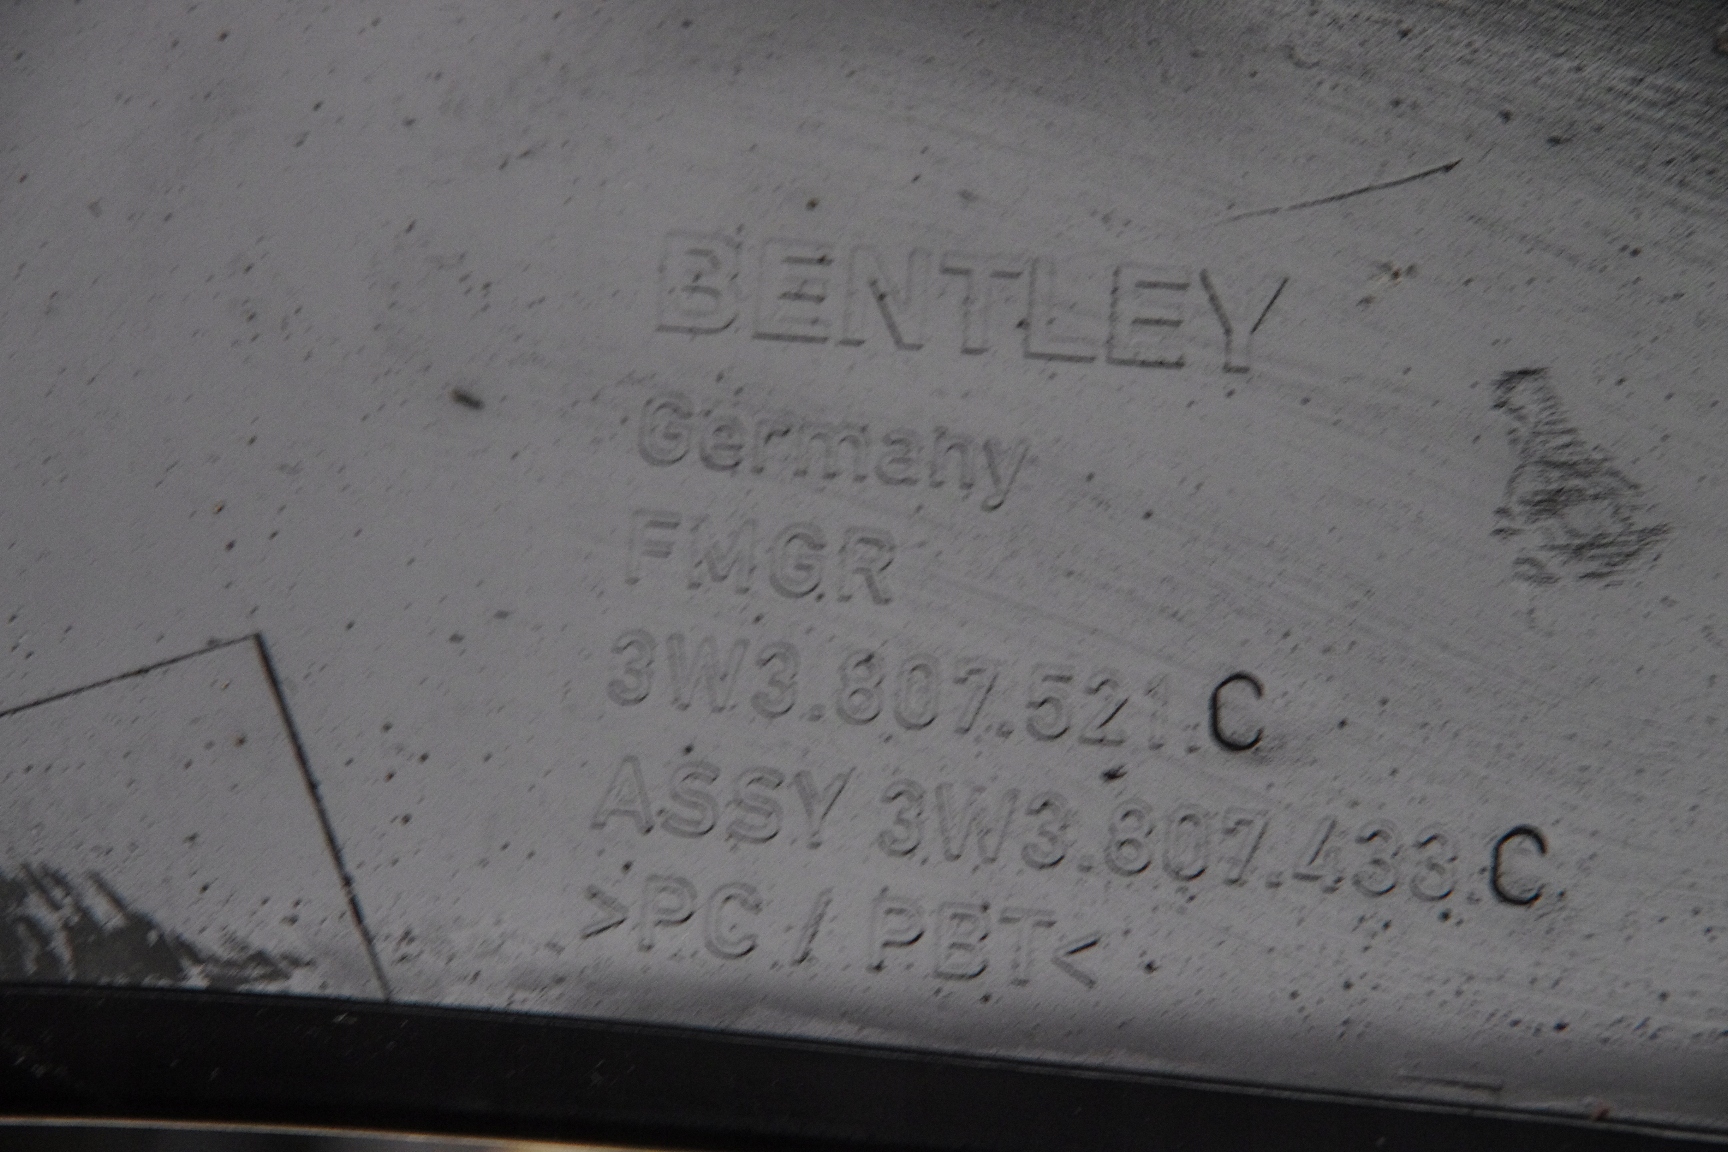 BENTLEY
Germany
FMGR
3W3.807.521.C
ASSY 3W3.807.433.C
>PC / PBT<